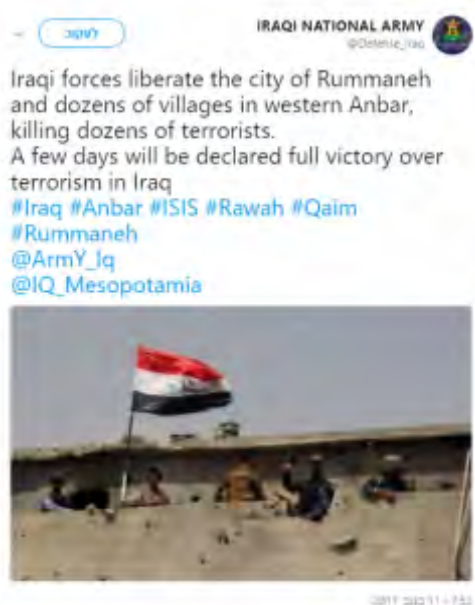 לעקוב
IRAQI NATIONAL ARMY
@Defense_Iraq
Iraqi forces liberate the city of Rummaneh
and dozens of villages in western Anbar,
killing dozens of terrorists.
A few days will be declared full victory over
terrorism in Iraq
#Iraq #Anbar #ISIS #Rawah #Qaim
#Rummaneh
@ArmY_Iq
@IQ_Mesopotamia